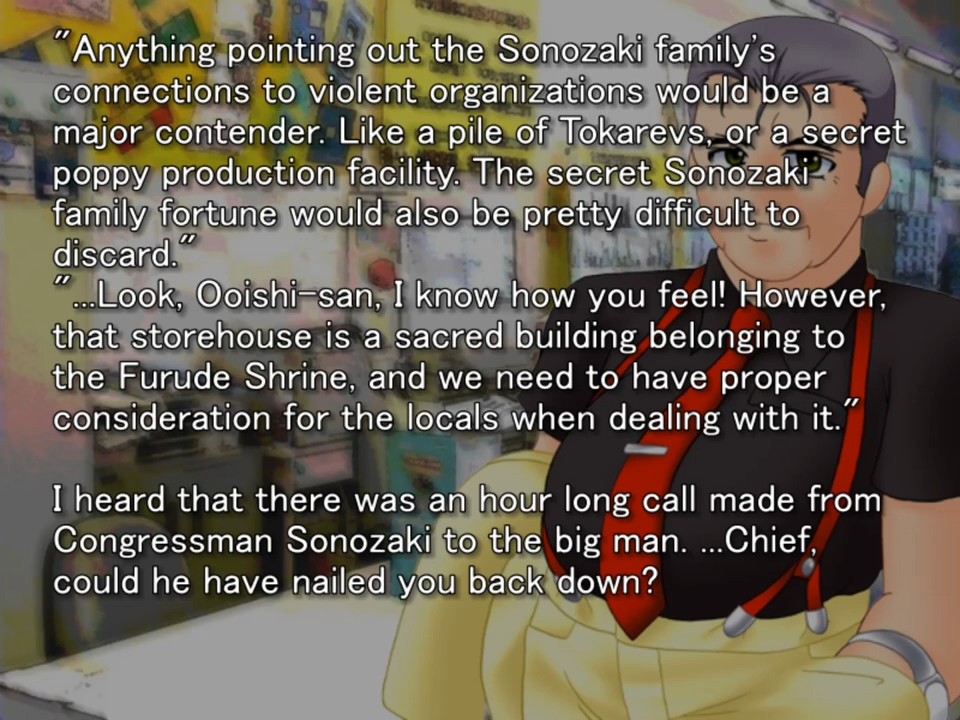 "Anything pointing out the Sonozaki family's
connections to violent organizations would be a
major contender. Like a pile of Tokarevs, or a secret
poppy production facility. The secret Sonozaki
family fortune would also be pretty difficult to
discard."
"...Look, Ooishi-san, I know how you feel! However,
that storehouse is a sacred building belonging to
the Furude Shrine, and we need to have proper
consideration for the locals when dealing with it."
I heard that there was an hour long call made from
Congressman Sonozaki to the big man. ...Chief,
could he have nailed you back down?